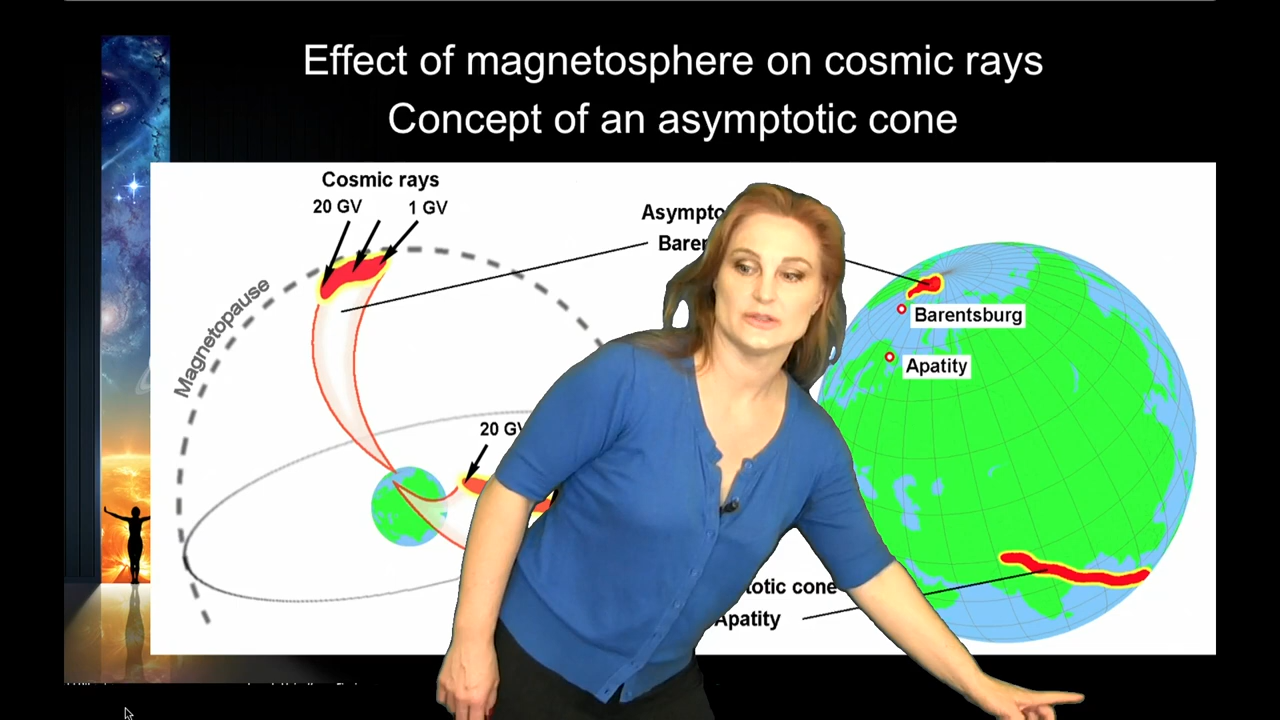 Effect of magnetosphere on cosmic rays
Concept of an asymptotic cone
Cosmic rays
20 GV
1 GV
Magnetopause
Barentsburg
Apatity
20
cone
Apatity